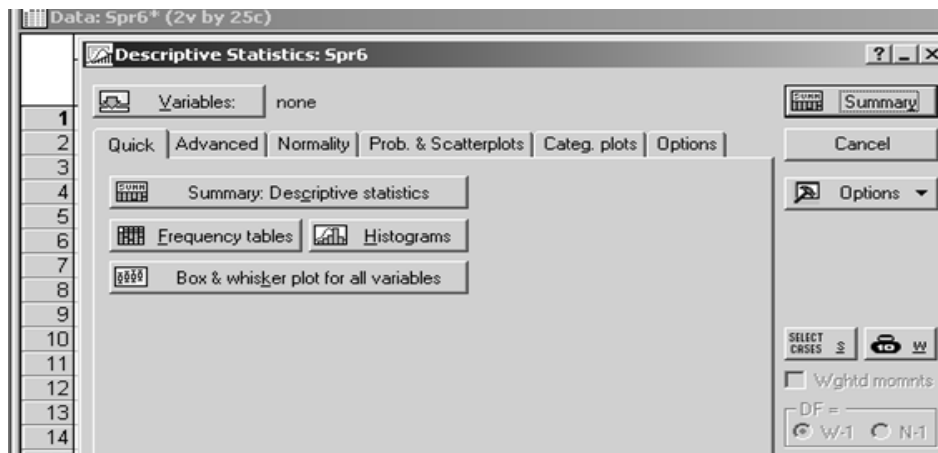 Data: Spr6* (2v by 25c)
Descriptive Statistics: Spr6
Variables: none
Summary
Quick Advanced Normality Prob. & Scatterplots Categ. plots Options
Cancel
Summary: Descriptive statistics
Options
Frequency tables Histograms
Box & whisker plot for all variables
SELECT CASES S 10 W
Wghtd momnts
DF =
W-1 N-1
1
2
3
4
5
6
7
8
9
10
11
12
13
14